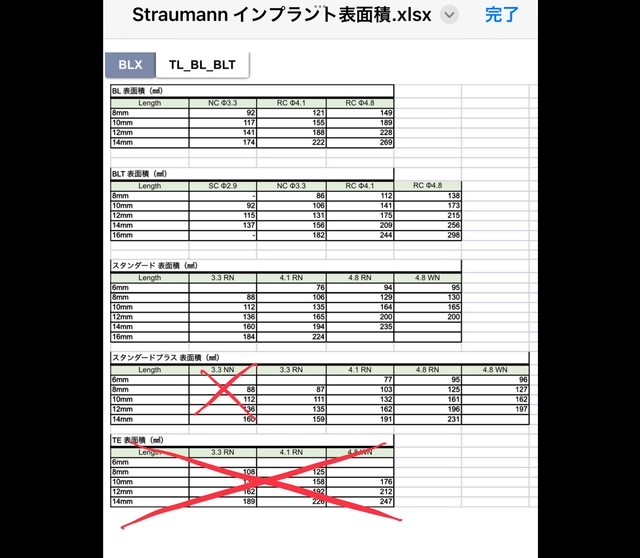 Straumann インプラント表面積.xlsx 完了
BLX TL_BL_BLT
BL 表面積（㎟）
Length NC Φ3.3 RC Φ4.1 RC Φ4.8
8mm 92 121 149
10mm 117 155 189
12mm 141 188 228
14mm 174 222 269
BLT 表面積（㎟）
Length SC Φ2.9 NC Φ3.3 RC Φ4.1 RC Φ4.8
8mm - 86 112 138
10mm 92 106 141 173
12mm 115 131 175 215
14mm 137 156 209 256
16mm - 182 244 298
スタンダード 表面積（㎟）
Length 3.3 RN 4.1 RN 4.8 RN 4.8 WN
6mm 76 94 95
8mm 88 106 129 130
10mm 112 135 164 165
12mm 136 165 200 200
14mm 160 194 235
16mm 184 224
スタンダードプラス 表面積（㎟）
Length 3.3 NN 3.3 RN 4.1 RN 4.8 RN 4.8 WN
6mm 77 95 96
8mm 88 87 103 125 127
10mm 112 111 132 161 162
12mm 136 135 162 196 197
14mm 160 159 191 231
TE 表面積（㎟）
Length 3.3 RN 4.1 RN 4.8 WN
6mm
8mm 108 125
10mm 158 176
12mm 162 192 212
14mm 189 226 247